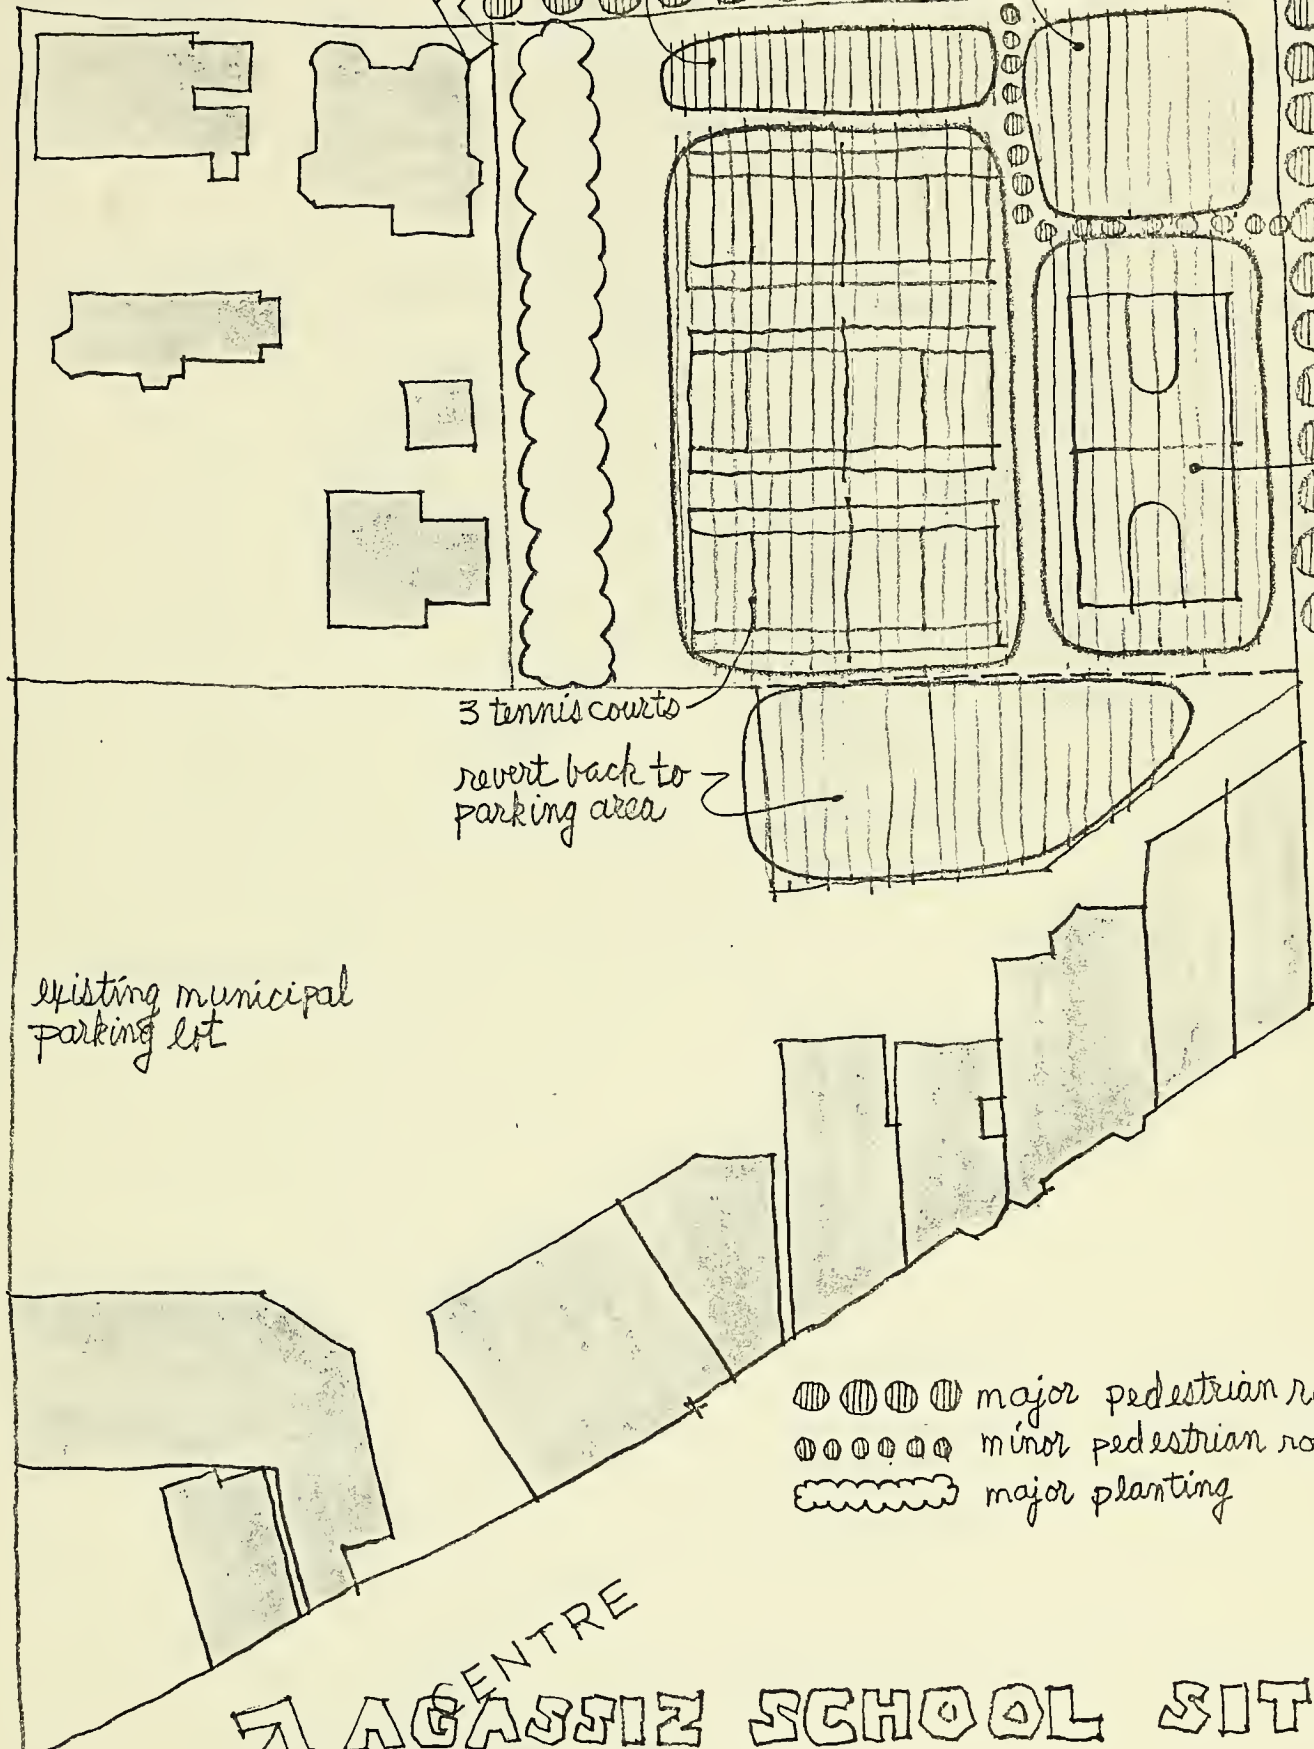 3 tennis courts
revert back to
parking area
existing municipal
parking lot
major pedestrian
minor pedestrian
major planting
CENTRE
AGASSIZ SCHOOL SIT